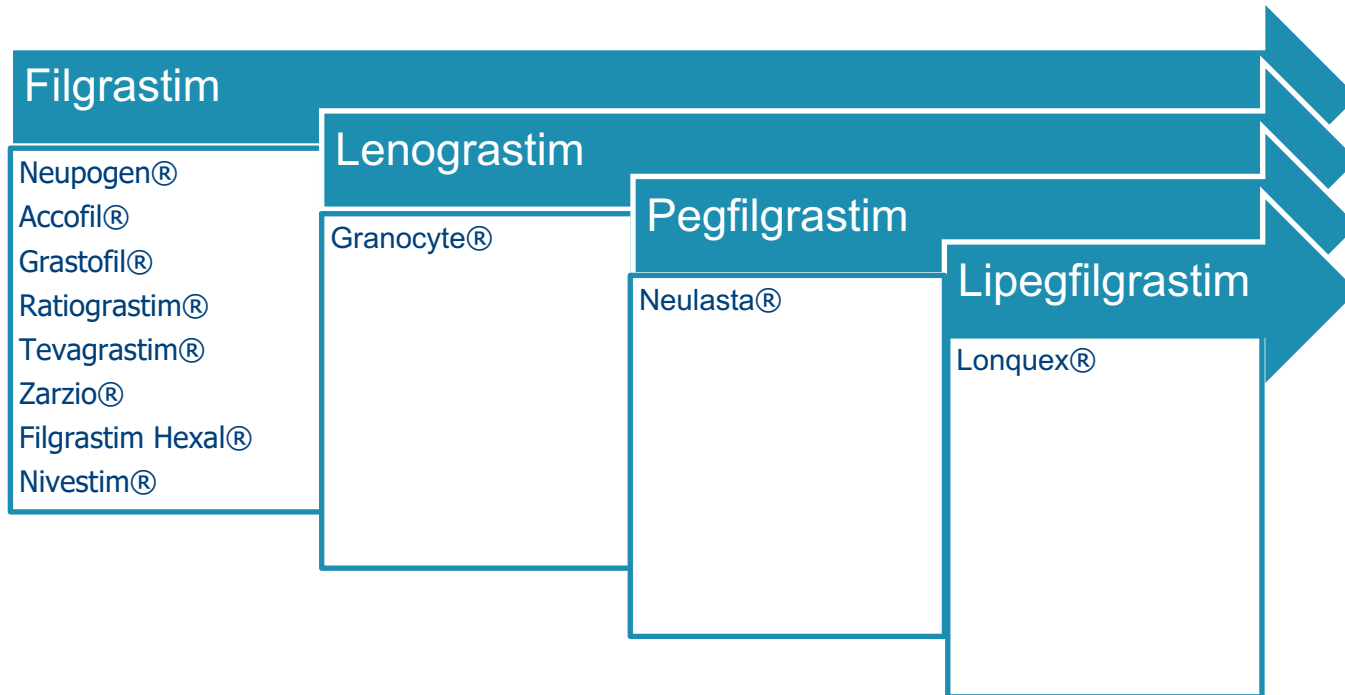 Filgrastim
Neupogen®
Accofil®
Grastofil®
Ratiograstim®
Tevagrastim®
Zarzio®
Filgrastim Hexal®
Nivestim®
Lenograstim
Granocyte®
Pegfilgrastim
Neulasta®
Lipegfilgrastim
Lonquex®